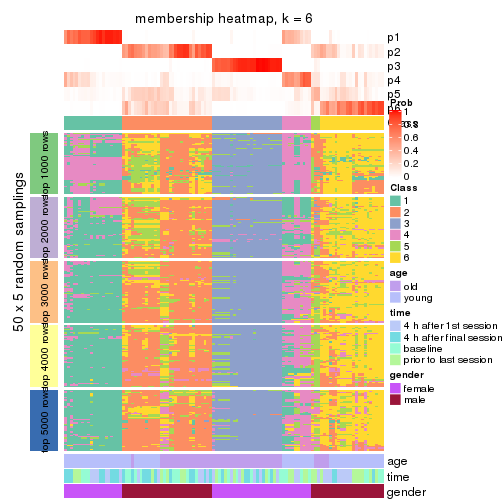 membership heatmap, k = 6
p1
p2
p3
p4
p5
Prob
1
0.8
0.6
0.4
0.2
0
Class
1
2
3
4
5
6
age
old
young
time
4 h after 1st session
4 h after final session
baseline
prior to last session
gender
female
male
50 x 5 random samplings
top 1000 rows
top 2000 rows
top 3000 rows
top 4000 rows
top 5000 rows
age
time
gender